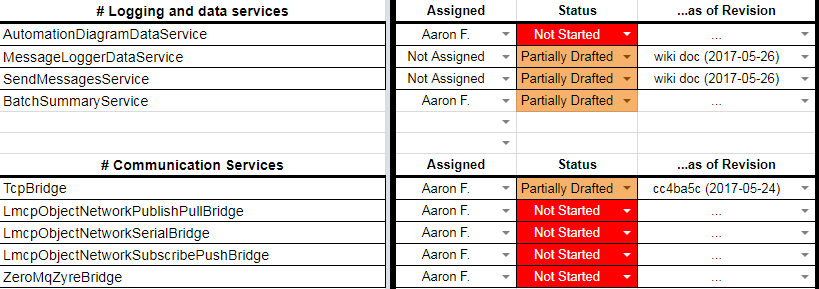 # Logging and data services Assigned Status ...as of Revision
AutomationDiagramDataService Aaron F. Not Started ...
MessageLoggerDataService Not Assigned Partially Drafted wiki doc (2017-05-26)
SendMessagesService Not Assigned Partially Drafted wiki doc (2017-05-26)
BatchSummaryService Aaron F. Partially Drafted ...
# Communication Services Assigned Status ...as of Revision
TcpBridge Aaron F. Partially Drafted cc4ba5c (2017-05-24)
LmcpObjectNetworkPublishPullBridge Aaron F. Not Started ...
LmcpObjectNetworkSerialBridge Aaron F. Not Started ...
LmcpObjectNetworkSubscribePushBridge Aaron F. Not Started ...
ZeroMqZyreBridge Aaron F. Not Started ...